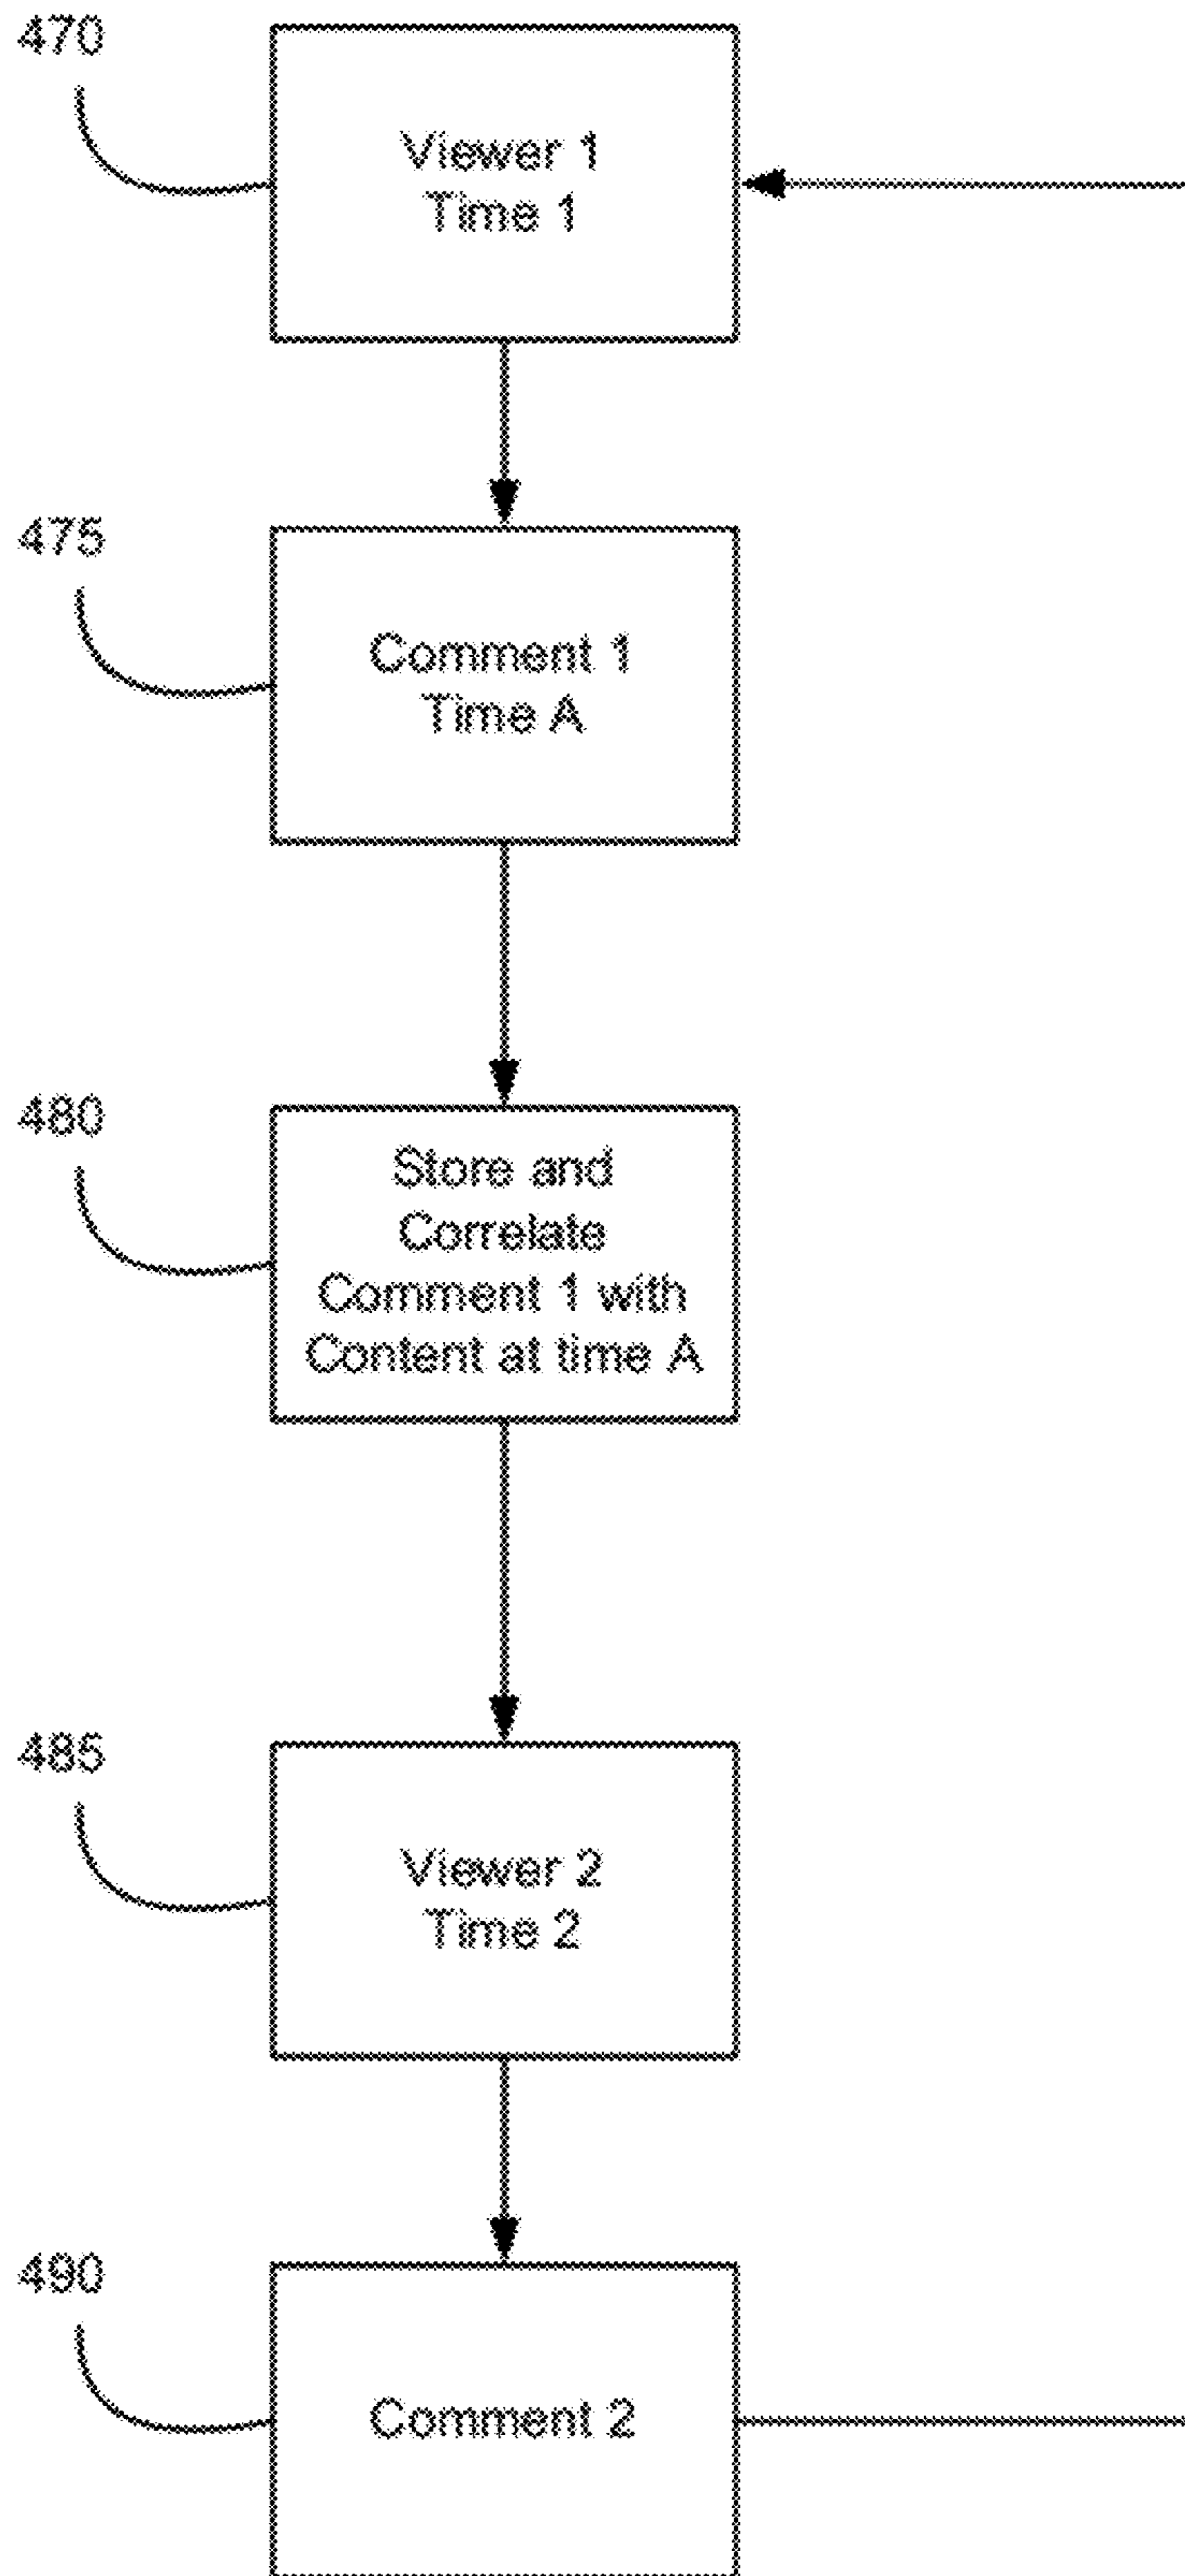 470
Viewer 1
Time 1
475
Comment 1
Time A
480
Store and
Correlate
Comment 1 with
Content at time A
485
Viewer 2
Time 2
490
Comment 2